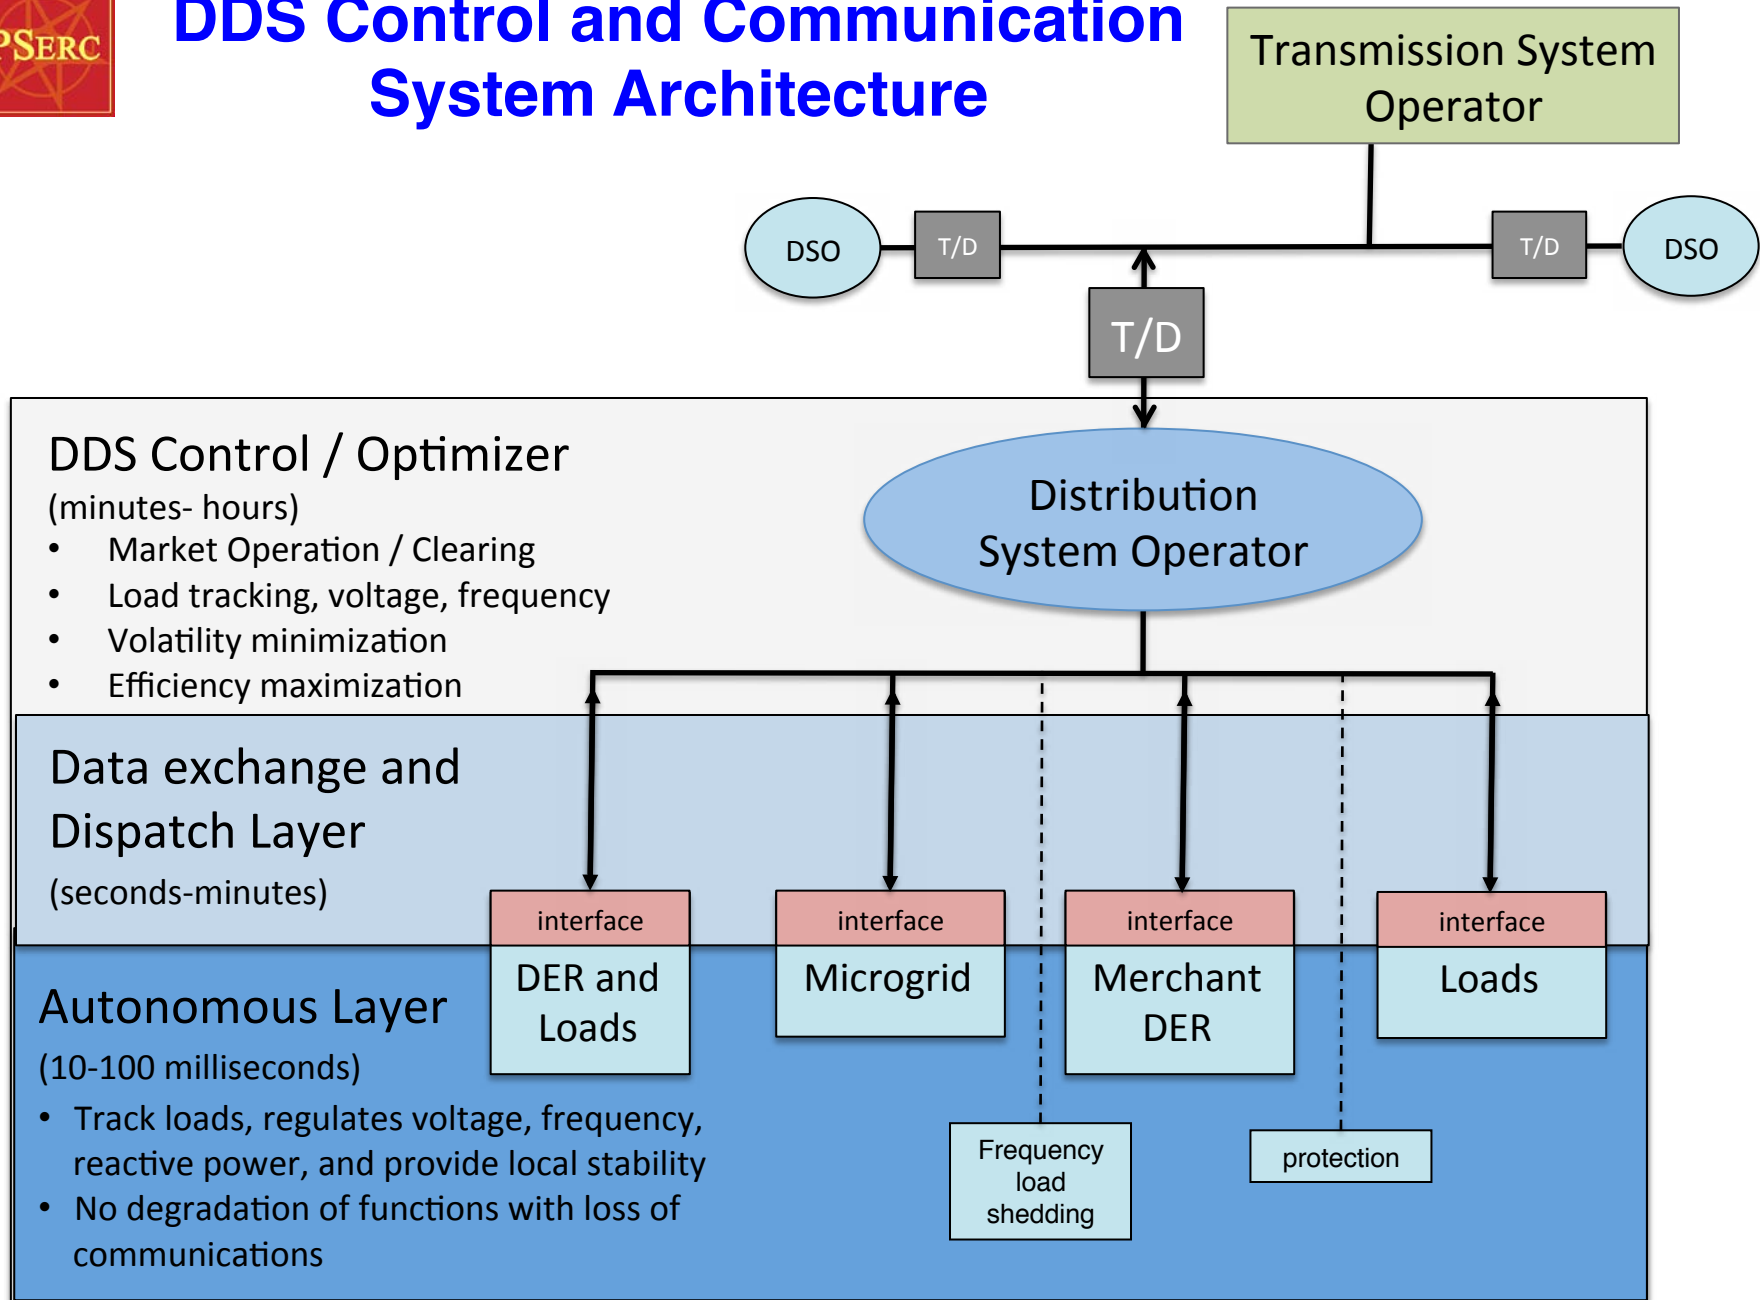 PSERC
DDS Control and Communication
System Architecture
Transmission System
Operator
DSO
T/D
T/D
DSO
T/D
DDS Control / Optimizer
(minutes- hours)
• Market Operation / Clearing
• Load tracking, voltage, frequency
• Volatility minimization
• Efficiency maximization
Distribution
System Operator
Data exchange and
Dispatch Layer
(seconds-minutes)
interface
interface
interface
interface
DER and
Loads
Microgrid
Merchant
DER
Loads
Autonomous Layer
(10-100 milliseconds)
• Track loads, regulates voltage, frequency,
reactive power, and provide local stability
• No degradation of functions with loss of
communications
Frequency
load
shedding
protection